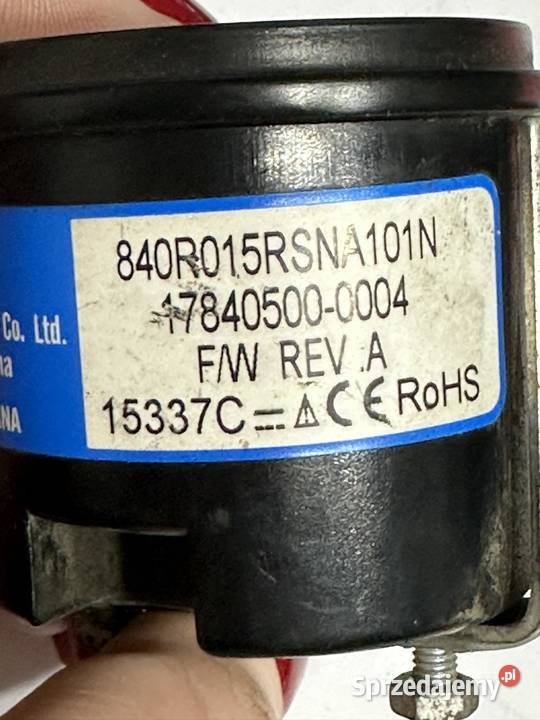 840R015RSNA101N
17840500-0004
F/W REV A
15337C CE RoHS
Co. Ltd.
Sprzedajemy.pl